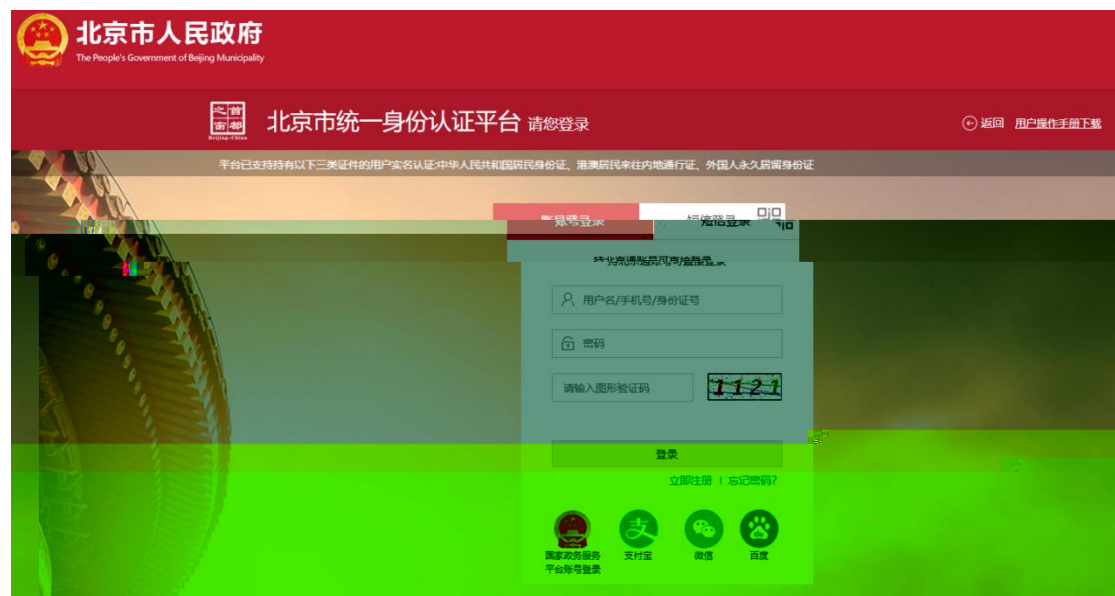 北京市人民政府
The People's Government of Beijing Municipality
首都之窗
Beijing-China
北京市统一身份认证平台 请您登录
返回 用户操作手册下载
平台已支持持有以下三类证件的用户实名认证:中华人民共和国居民身份证、港澳居民来往内地通行证、外国人永久居留身份证
账号登录 短信登录
用户名/手机号/身份证号
密码
请输入图形验证码 1121
登录
立即注册 | 忘记密码?
国家政务服务 支付宝 微信 百度
平台账号登录